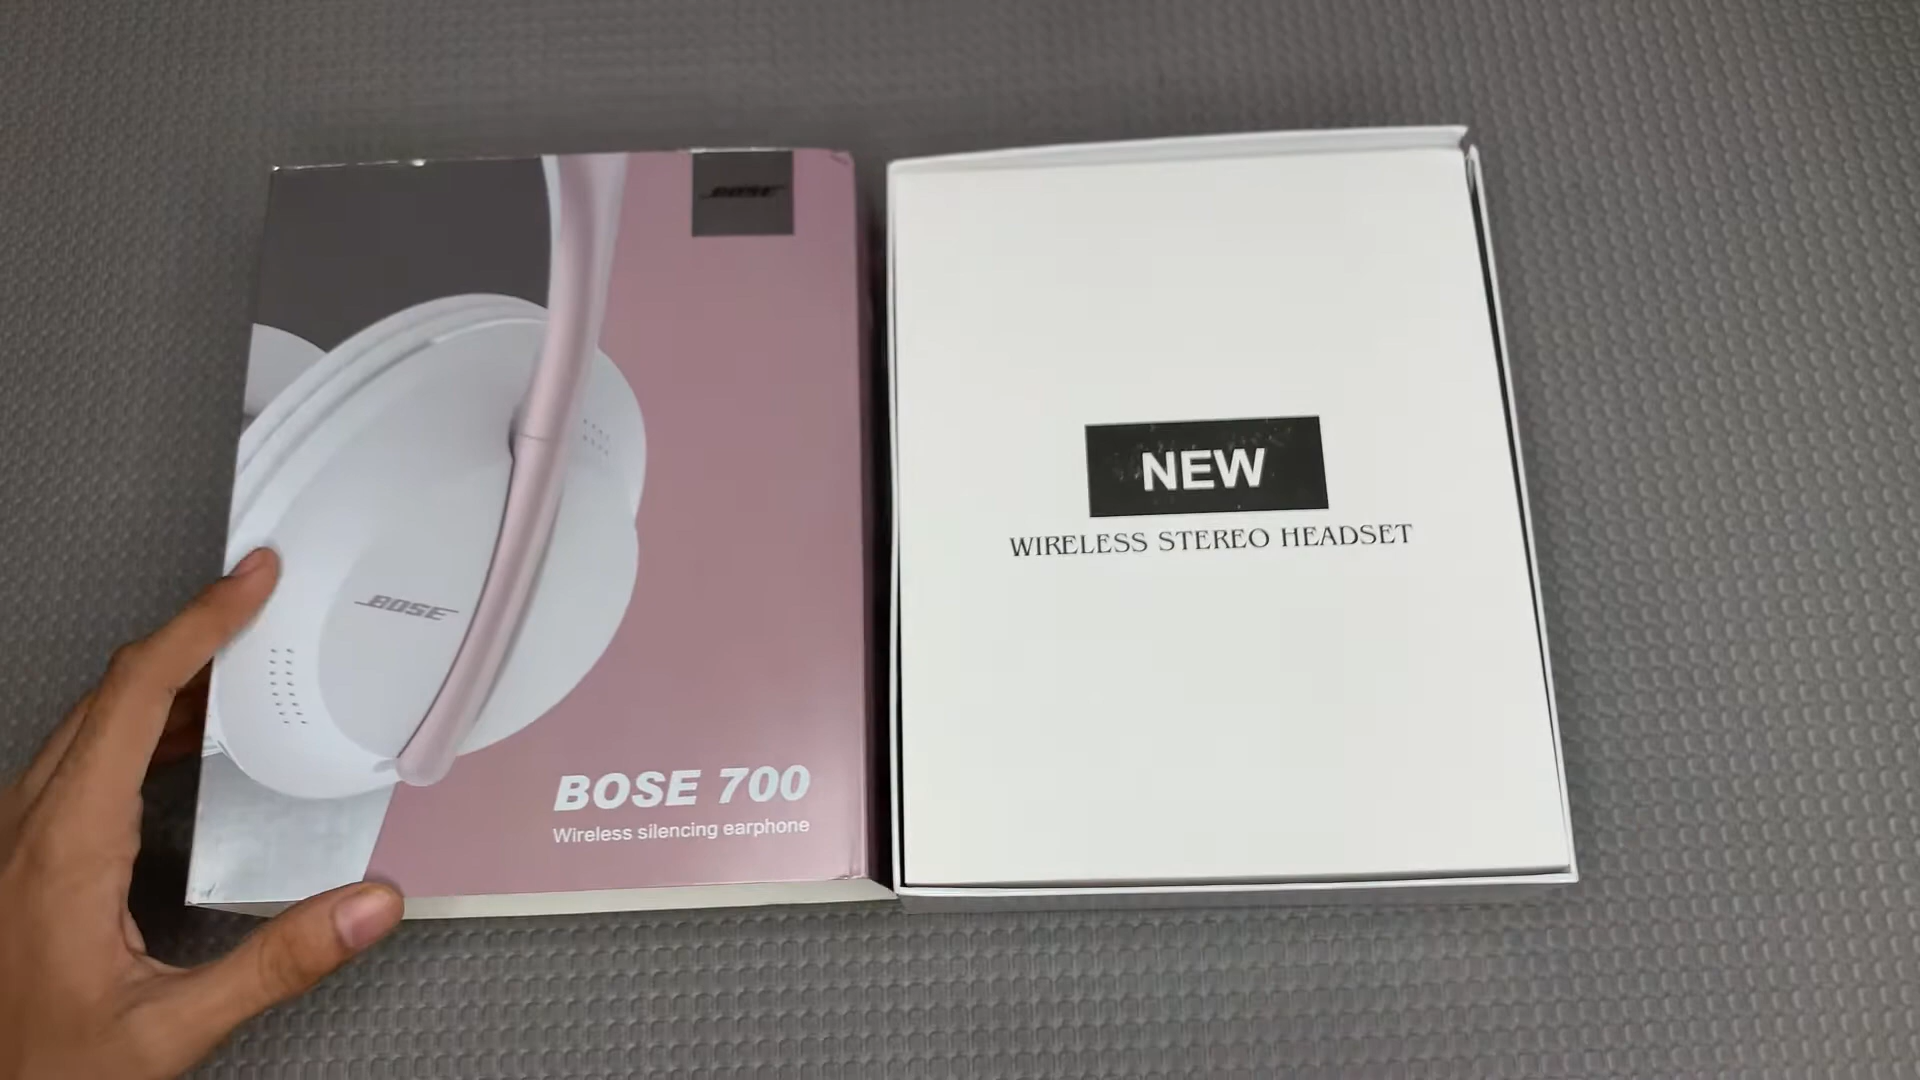 BOSE
BOSE
BOSE 700
Wireless silencing earphone
NEW
WIRELESS STEREO HEADSET